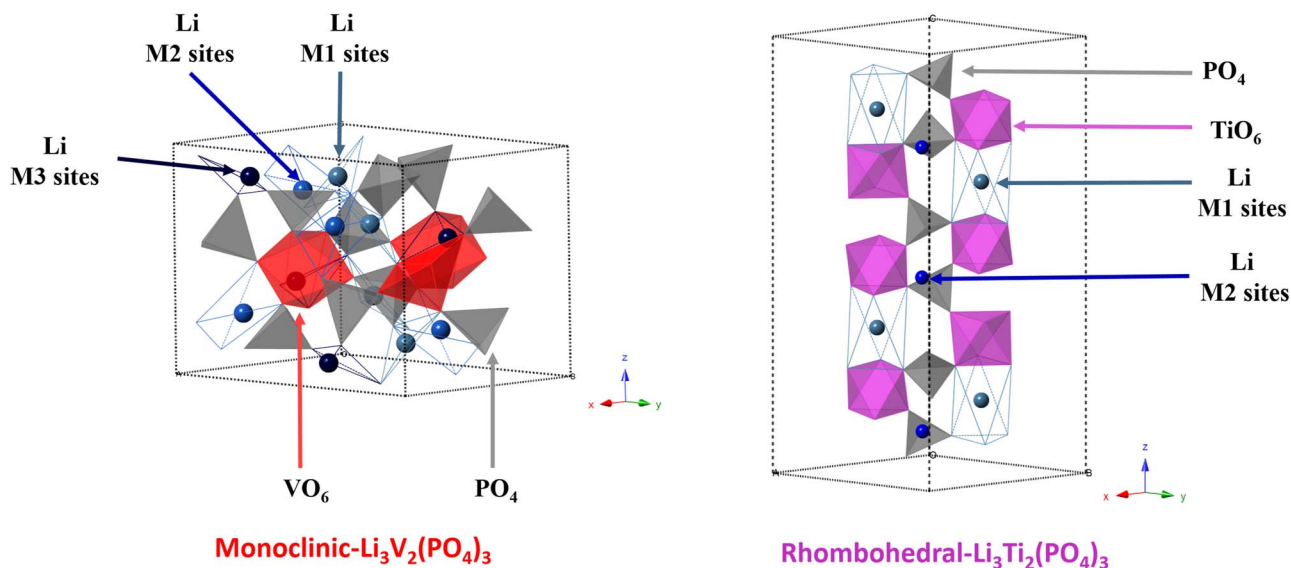 Li
M2 sites
Li
M1 sites
Li
M3 sites
VO₆
PO₄
A
B
C
z
x
y
Monoclinic-Li₃V₂(PO₄)₃
C
PO₄
TiO₆
Li
M1 sites
Li
M2 sites
A
O
B
z
x
y
Rhombohedral-Li₃Ti₂(PO₄)₃